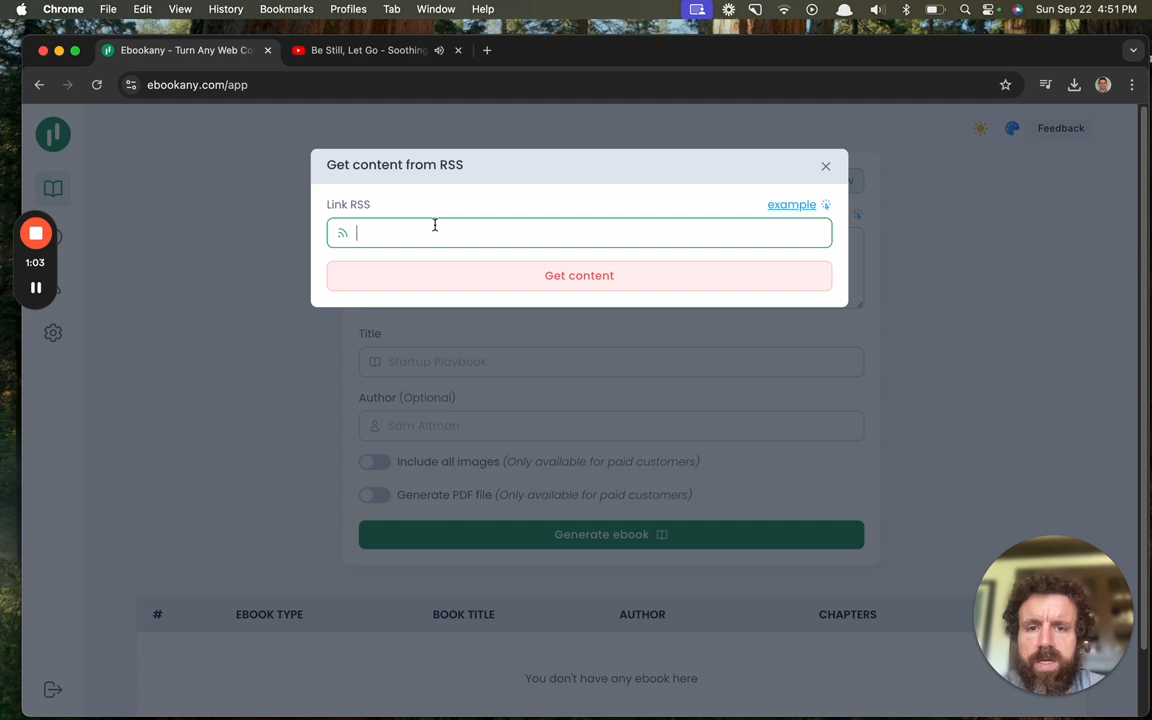 Chrome File Edit View History Bookmarks Profiles Tab Window Help Sun Sep 22 4:51 PM
Ebookany - Turn Any Web Co Be Still, Let Go - Soothing
ebookany.com/app
Feedback
Get content from RSS
Link RSS example
1:03
Get content
Title
Startup Playbook
Author (Optional)
Sam Altman
Include all images (Only available for paid customers)
Generate PDF file (Only available for paid customers)
Generate ebook
# EBOOK TYPE BOOK TITLE AUTHOR CHAPTERS
You don't have any ebook here